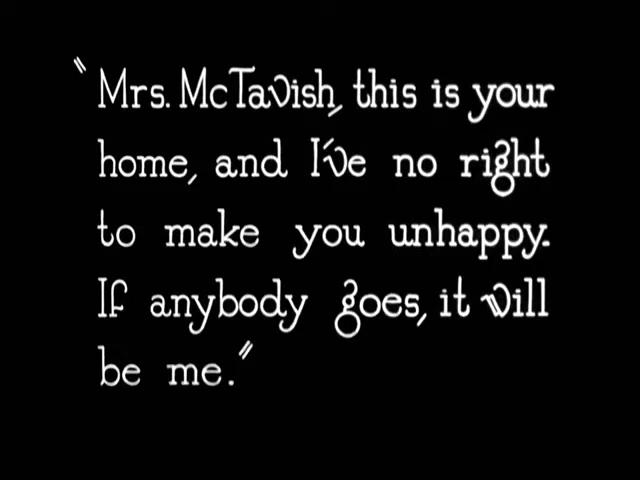 "Mrs. McTavish, this is your
home, and I've no right
to make you unhappy.
If anybody goes, it will
be me."